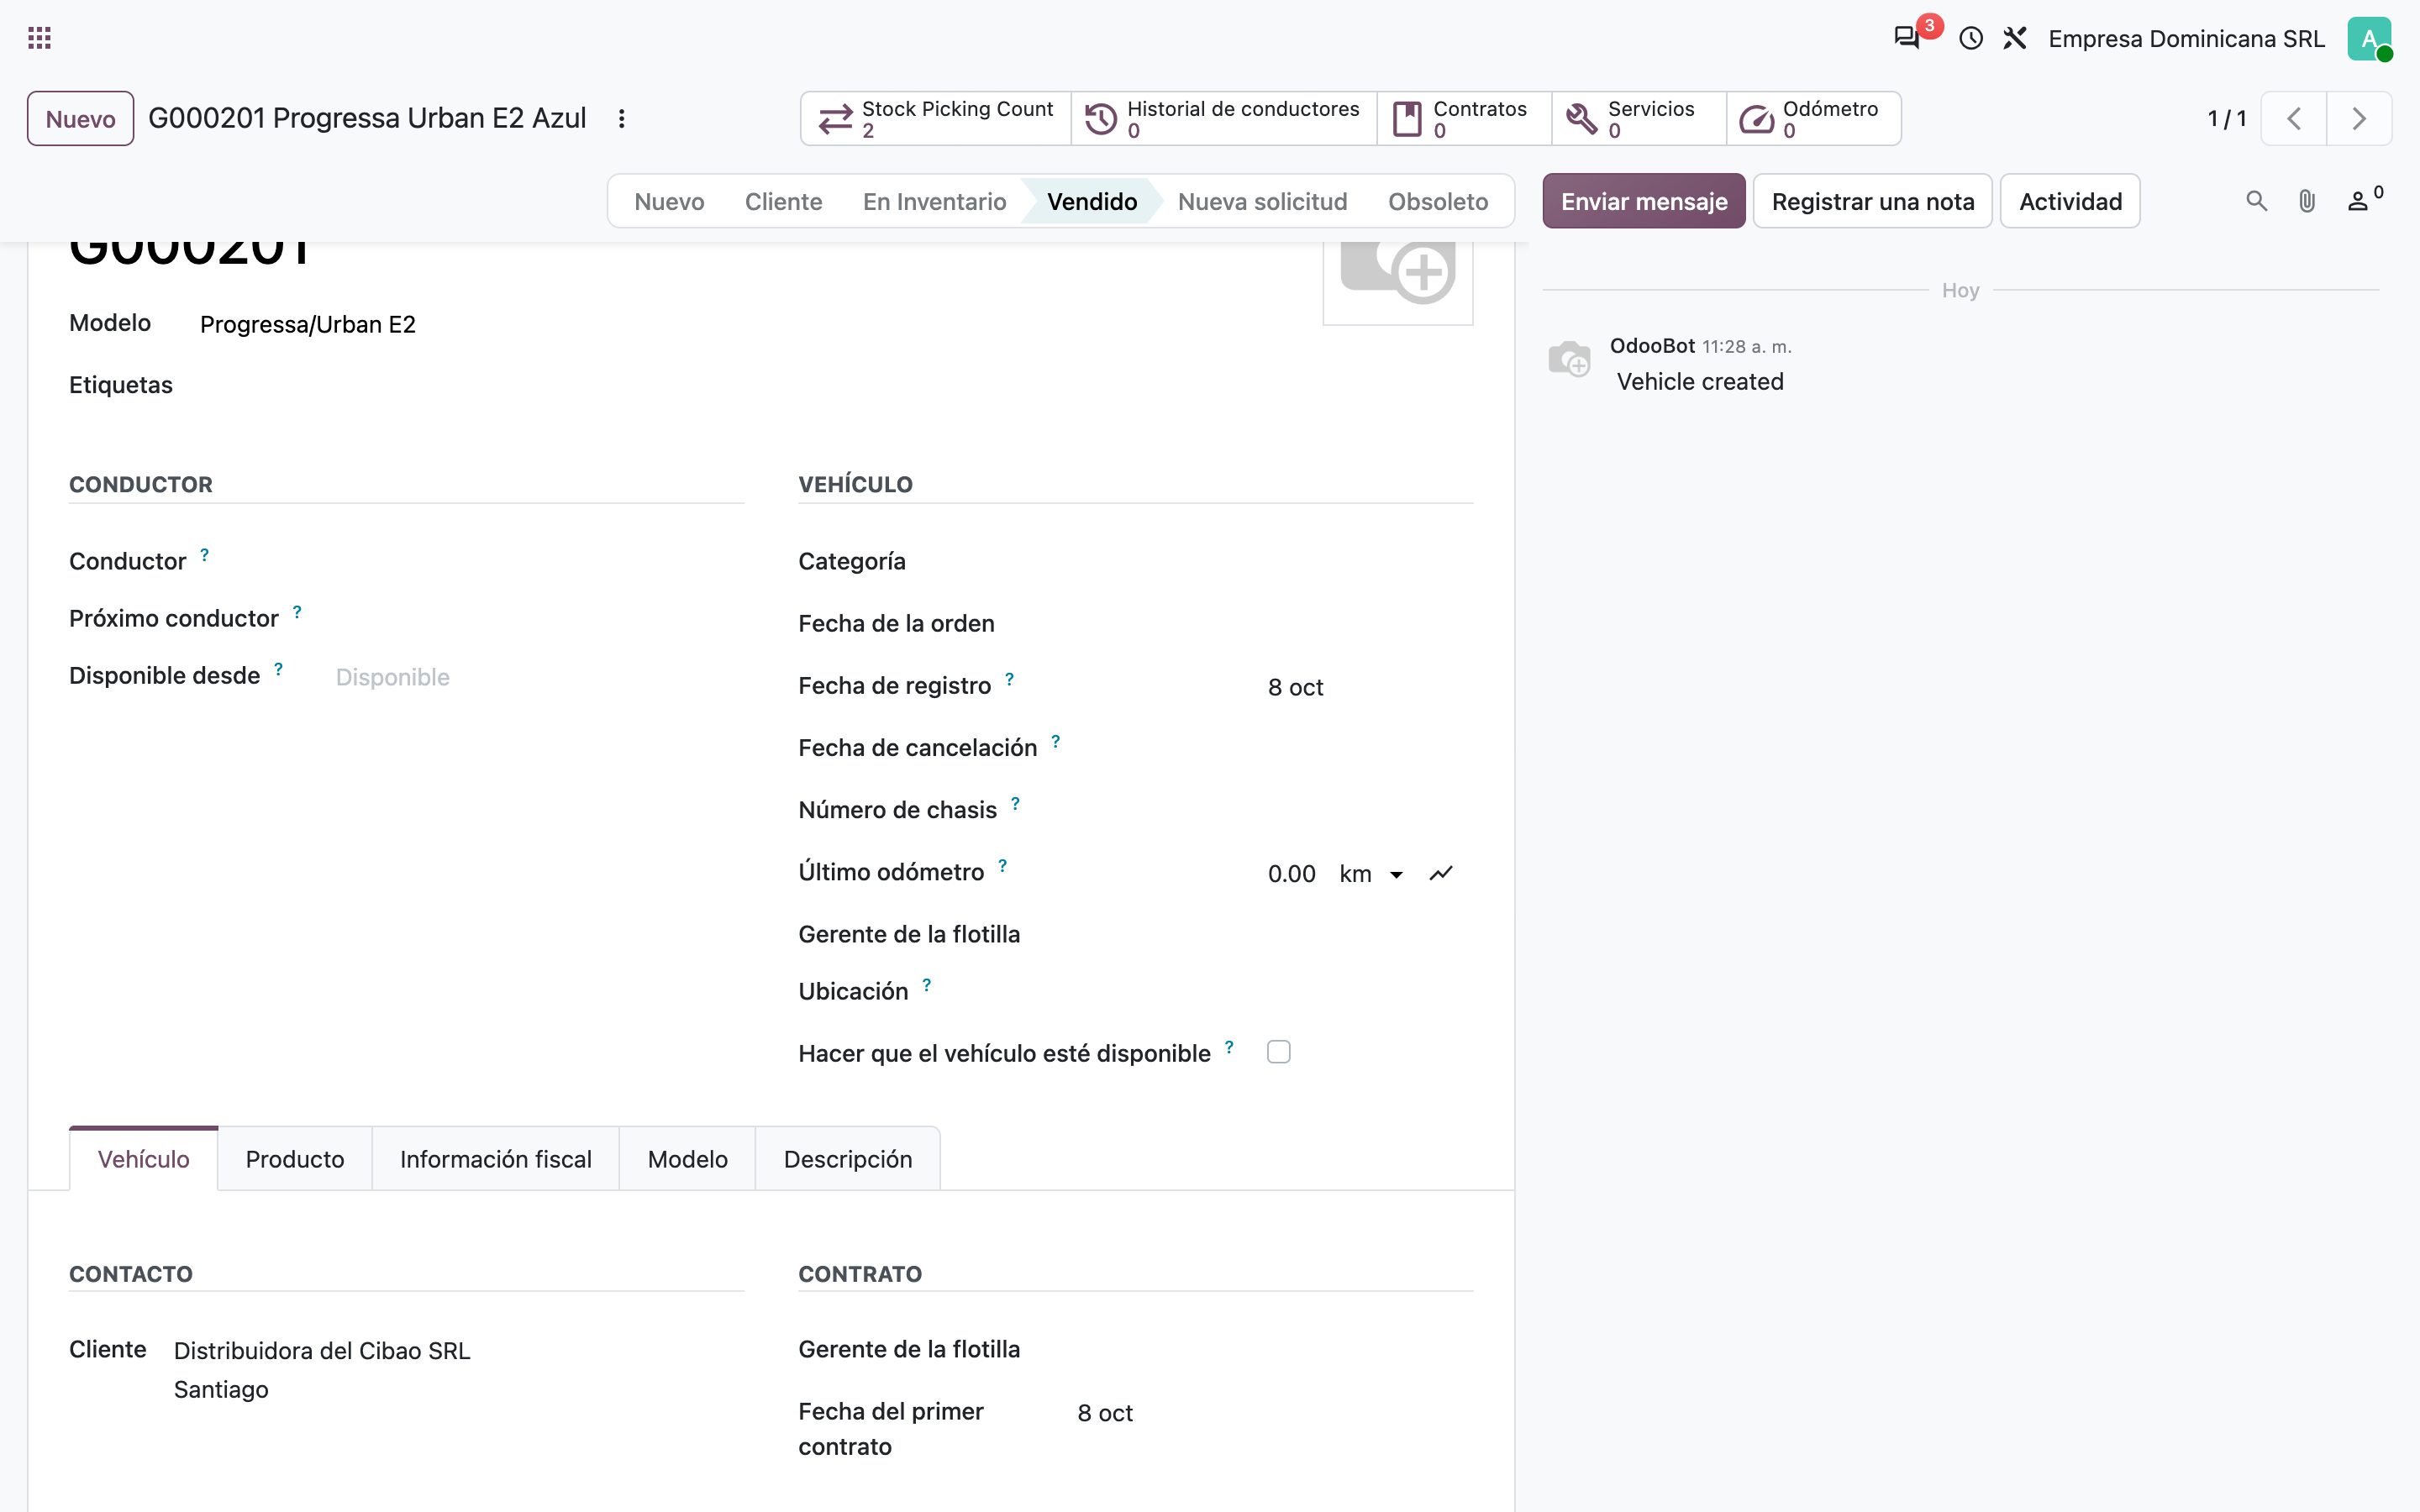 3
Empresa Dominicana SRL
A
Nuevo
G000201 Progressa Urban E2 Azul
Stock Picking Count
2
Historial de conductores
0
Contratos
0
Servicios
0
Odómetro
0
1 / 1
Nuevo
Cliente
En Inventario
Vendido
Nueva solicitud
Obsoleto
Enviar mensaje
Registrar una nota
Actividad
0
G000201
Modelo
Progressa/Urban E2
Etiquetas
CONDUCTOR
Conductor ?
Próximo conductor ?
Disponible desde ? Disponible
VEHÍCULO
Categoría
Fecha de la orden
Fecha de registro ? 8 oct
Fecha de cancelación ?
Número de chasis ?
Último odómetro ? 0.00 km
Gerente de la flotilla
Ubicación ?
Hacer que el vehículo esté disponible ?
Vehículo
Producto
Información fiscal
Modelo
Descripción
CONTACTO
Cliente Distribuidora del Cibao SRL
Santiago
CONTRATO
Gerente de la flotilla
Fecha del primer 8 oct
contrato
Hoy
OdooBot 11:28 a. m.
Vehicle created